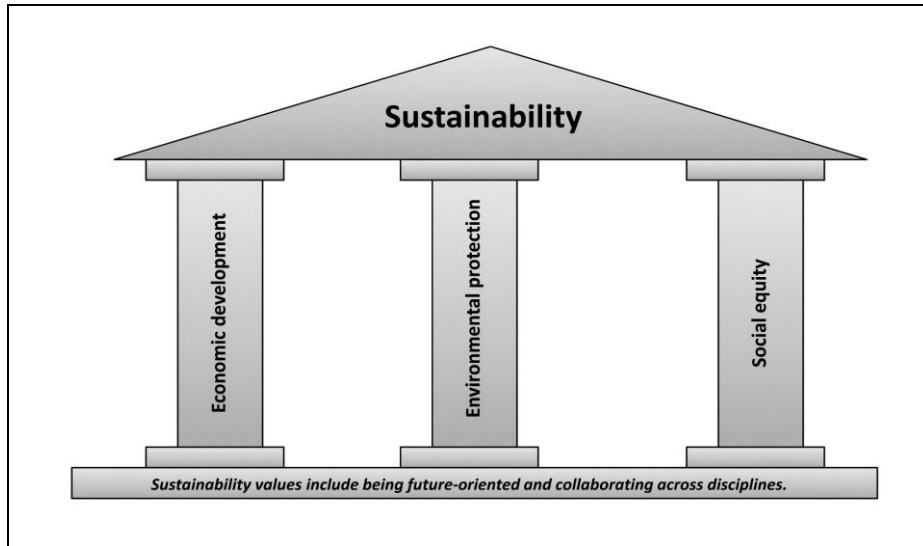 Sustainability
Economic development
Environmental protection
Social equity
Sustainability values include being future-oriented and collaborating across disciplines.